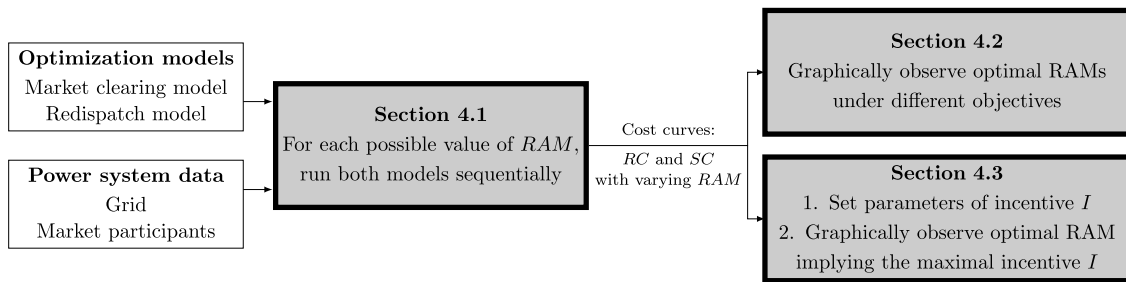 Optimization models
Market clearing model
Redispatch model
Power system data
Grid
Market participants
Section 4.1
For each possible value of RAM,
run both models sequentially
Cost curves:
RC and SC
with varying RAM
Section 4.2
Graphically observe optimal RAMs
under different objectives
Section 4.3
1. Set parameters of incentive I
2. Graphically observe optimal RAM
implying the maximal incentive I